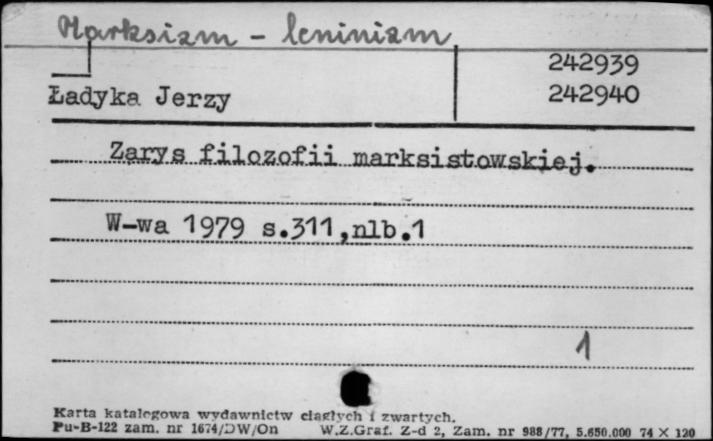 Marksizm - leninizm
242939
Ładyka Jerzy 242940
Zarys filozofii marksistowskiej.
W-wa 1979 s.311,nlb.1
1
Karta katalogowa wydawnictw ciągłych i zwartych.
Pu-B-122 zam. nr 1674/DW/On W.Z.Graf. Z-d 2, Zam. nr 988/77, 5.650.000 74 X 120